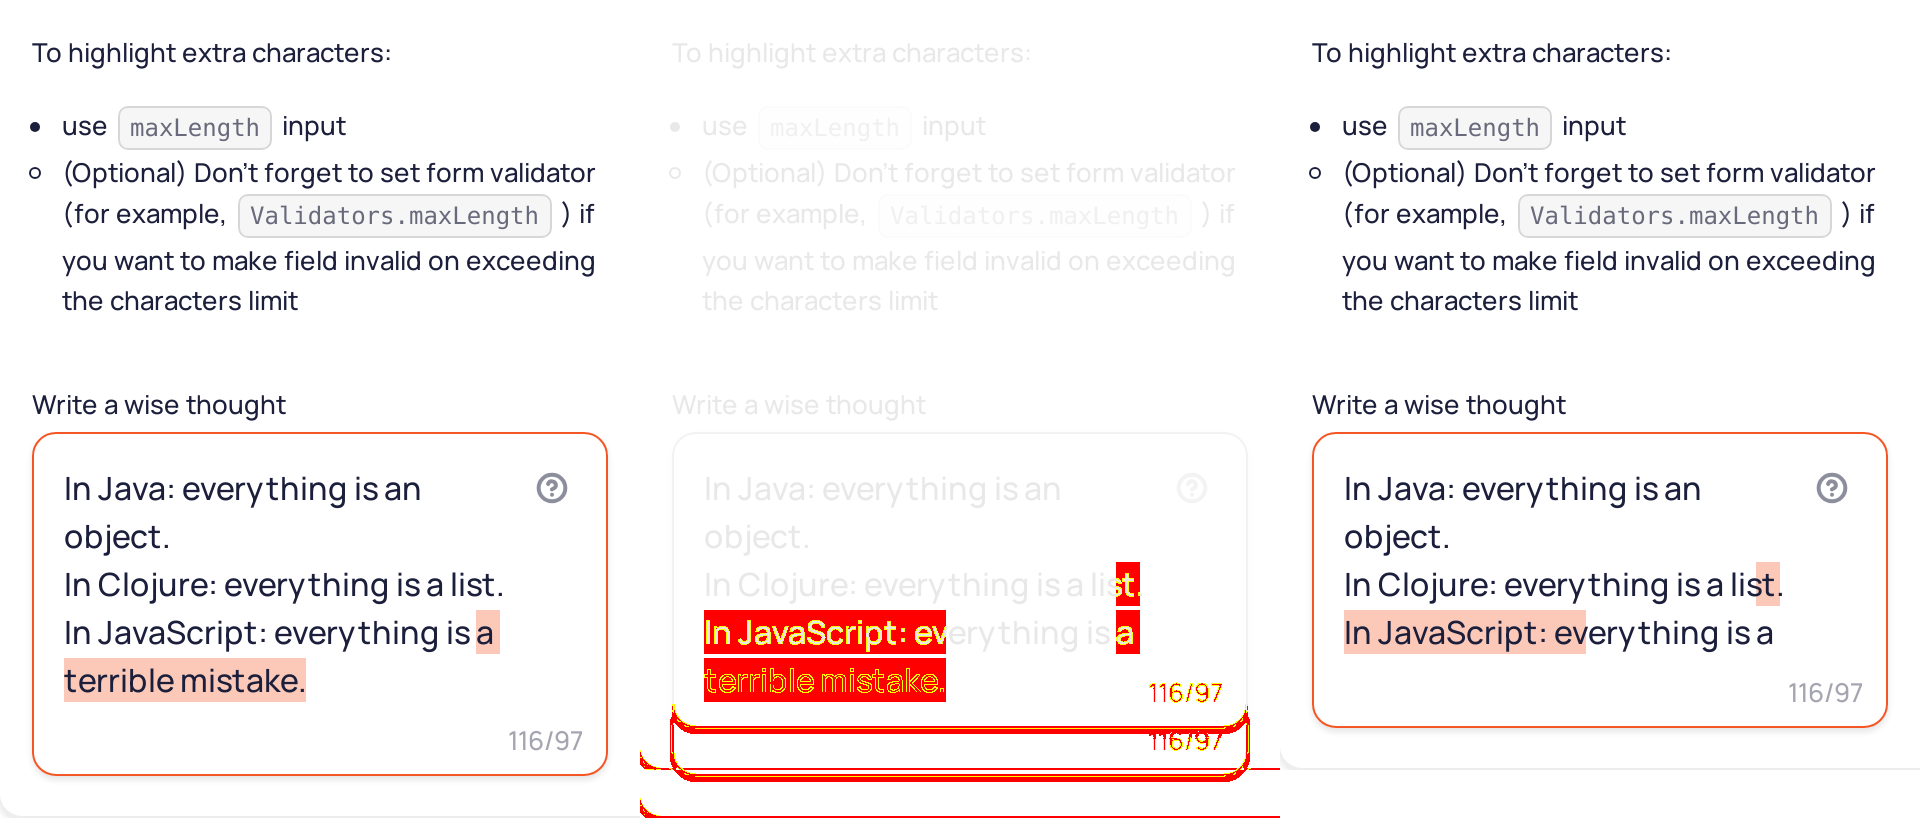 To highlight extra characters:
use maxLength input
(Optional) Don't forget to set form validator
(for example, Validators.maxLength ) if
you want to make field invalid on exceeding
the characters limit
Write a wise thought
In Java: everything is an
object.
In Clojure: everything is a list.
In JavaScript: everything is a
terrible mistake.
116/97
To highlight extra characters:
use maxLength input
(Optional) Don't forget to set form validator
(for example, Validators.maxLength ) if
you want to make field invalid on exceeding
the characters limit
Write a wise thought
In Java: everything is an
object.
In Clojure: everything is a list.
In JavaScript: everything is a
terrible mistake.
116/97
116/97
To highlight extra characters:
use maxLength input
(Optional) Don't forget to set form validator
(for example, Validators.maxLength ) if
you want to make field invalid on exceeding
the characters limit
Write a wise thought
In Java: everything is an
object.
In Clojure: everything is a list.
In JavaScript: everything is a
116/97